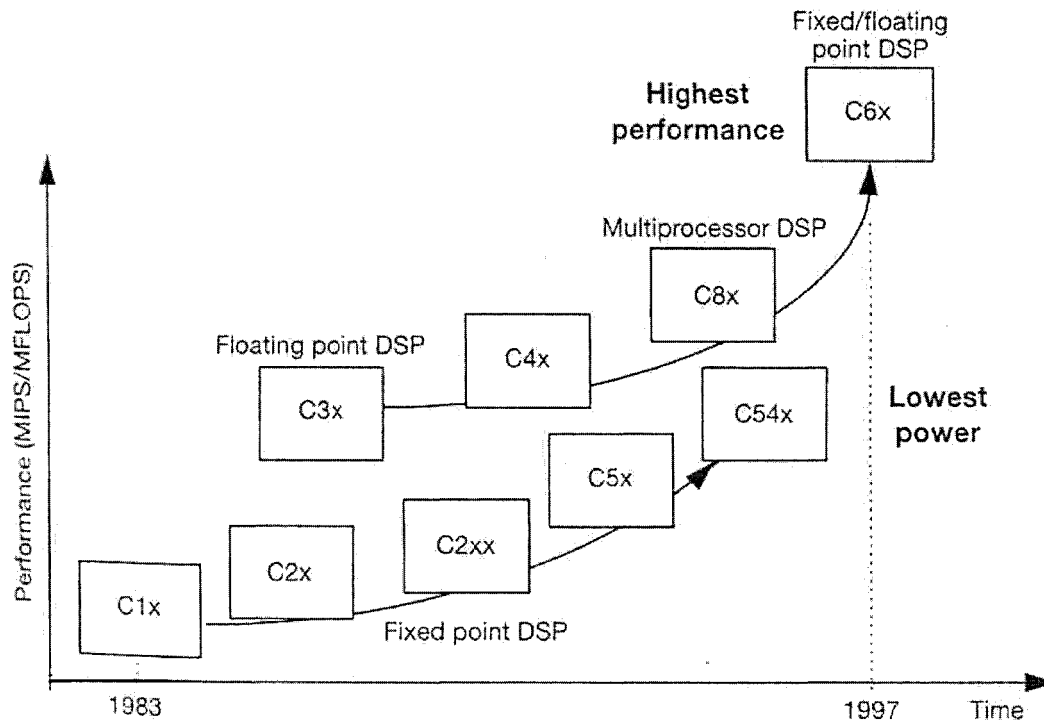 Fixed/floating
point DSP
Highest
performance
C6x
Multiprocessor DSP
C8x
Floating point DSP
C4x
C3x
C54x
Lowest
power
C5x
C2xx
C2x
C1x
Fixed point DSP
Performance (MIPS/MFLOPS)
1983
1997
Time